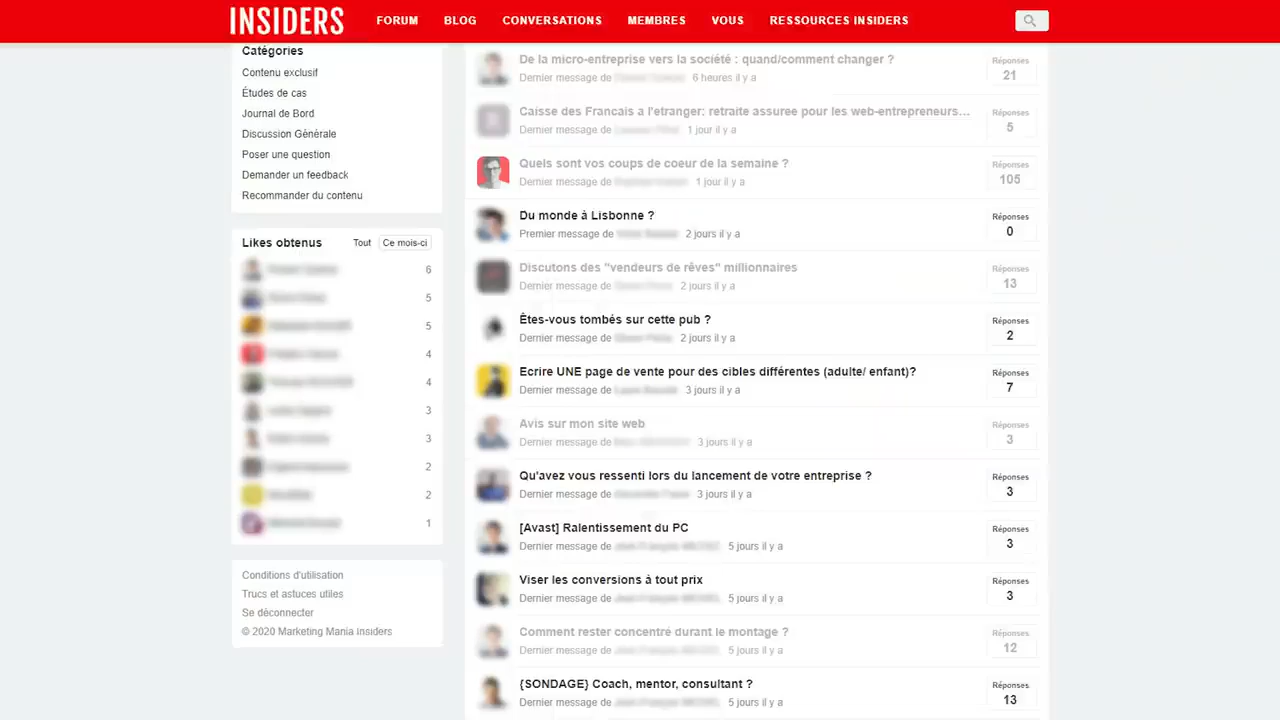 INSIDERS FORUM BLOG CONVERSATIONS MEMBRES VOUS RESSOURCES INSIDERS
Catégories
Contenu exclusif
Études de cas
Journal de Bord
Discussion Générale
Poser une question
Demander un feedback
Recommander du contenu
Likes obtenus Tout Ce mois-ci
6
5
5
4
4
3
3
2
2
1
Conditions d'utilisation
Trucs et astuces utiles
Se déconnecter
© 2020 Marketing Mania Insiders
De la micro-entreprise vers la société : quand/comment changer ? Réponses
Dernier message de 6 heures il y a 21
Caisse des Francais a l'etranger: retraite assuree pour les web-entrepreneurs... Réponses
Dernier message de 1 jour il y a 5
Quels sont vos coups de coeur de la semaine ? Réponses
Dernier message de 1 jour il y a 105
Du monde à Lisbonne ? Réponses
Premier message de 2 jours il y a 0
Discutons des "vendeurs de rêves" millionnaires Réponses
Dernier message de 2 jours il y a 13
Êtes-vous tombés sur cette pub ? Réponses
Dernier message de 2 jours il y a 2
Ecrire UNE page de vente pour des cibles différentes (adulte/ enfant)? Réponses
Dernier message de 3 jours il y a 7
Avis sur mon site web Réponses
Dernier message de 3 jours il y a 3
Qu'avez vous ressenti lors du lancement de votre entreprise ? Réponses
Dernier message de 3 jours il y a 3
[Avast] Ralentissement du PC Réponses
Dernier message de 5 jours il y a 3
Viser les conversions à tout prix Réponses
Dernier message de 5 jours il y a 3
Comment rester concentré durant le montage ? Réponses
Dernier message de 5 jours il y a 12
{SONDAGE} Coach, mentor, consultant ? Réponses
Dernier message de 5 jours il y a 13